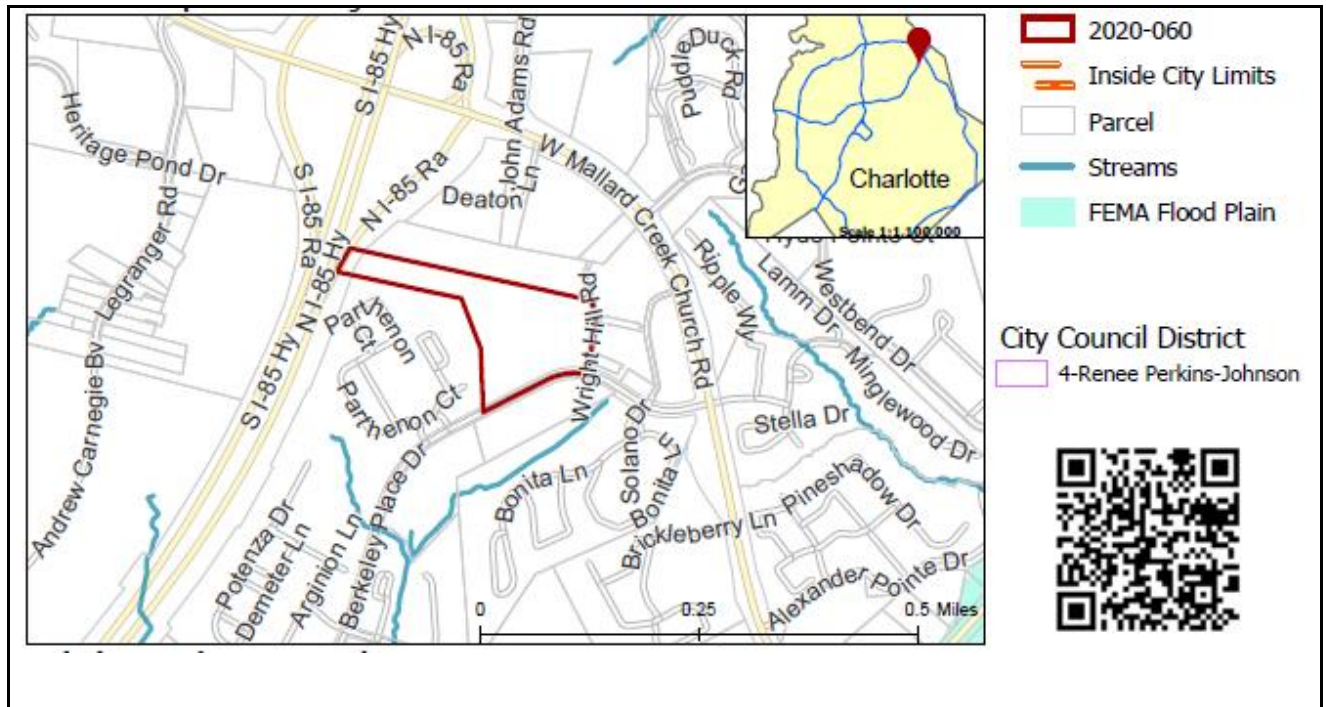 N I-85 Ra
S I-85 Hy
John Adams Rd
Puddle
Duck Rd
Heritage Pond Dr
Legranger Rd
S I-85 Ra
N I-85 Ra
Deaton
Ln
W Mallard Creek Church Rd
N I-85 Hy
S I-85 Hy
Andrew Carnegie Bv
Parthenon
Ct
Parthenon Ct
Wright Hill Rd
Ripple Wy
Lamm Dr
Westbend Dr
Minglewood Dr
Stella Dr
Solano Dr
Bonita Ln
Bonita Ln
Pineshadow Dr
Brickleberry Ln
Alexander Pointe Dr
Potenza Dr
Demeter Ln
Arginion Ln
Berkeley Place Dr
0 0.25 0.5 Miles
Charlotte
Scale 1:1,100,000
2020-060
Inside City Limits
Parcel
Streams
FEMA Flood Plain
City Council District
4-Renee Perkins-Johnson